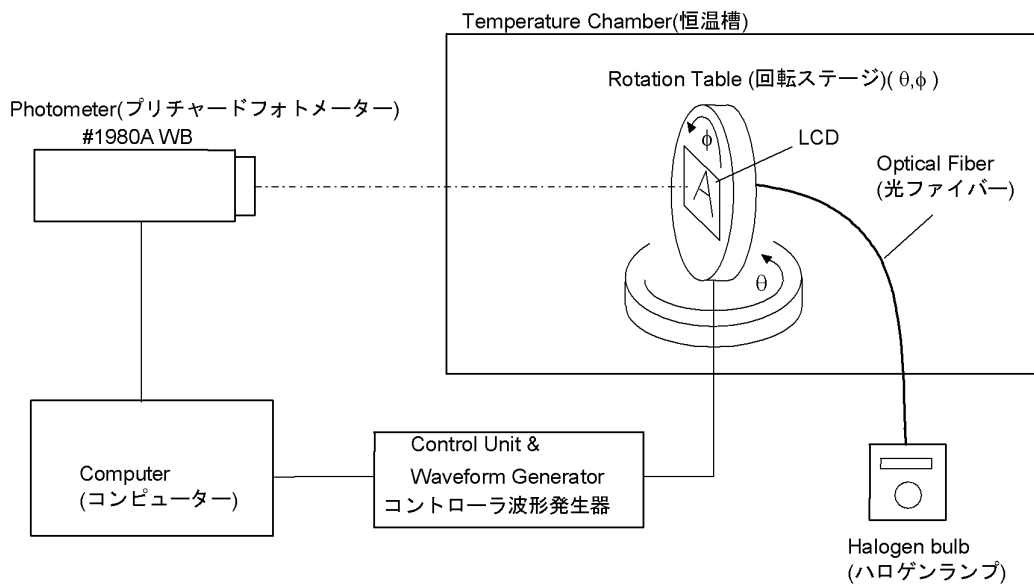 Temperature Chamber(恒温槽)
Rotation Table (回転ステージ)( θ,ϕ )
Photometer(プリチャードフォトメーター)
#1980A WB
ϕ
LCD
A
Optical Fiber
(光ファイバー)
θ
Computer
(コンピューター)
Control Unit &
Waveform Generator
コントローラ波形発生器
Halogen bulb
(ハロゲンランプ)